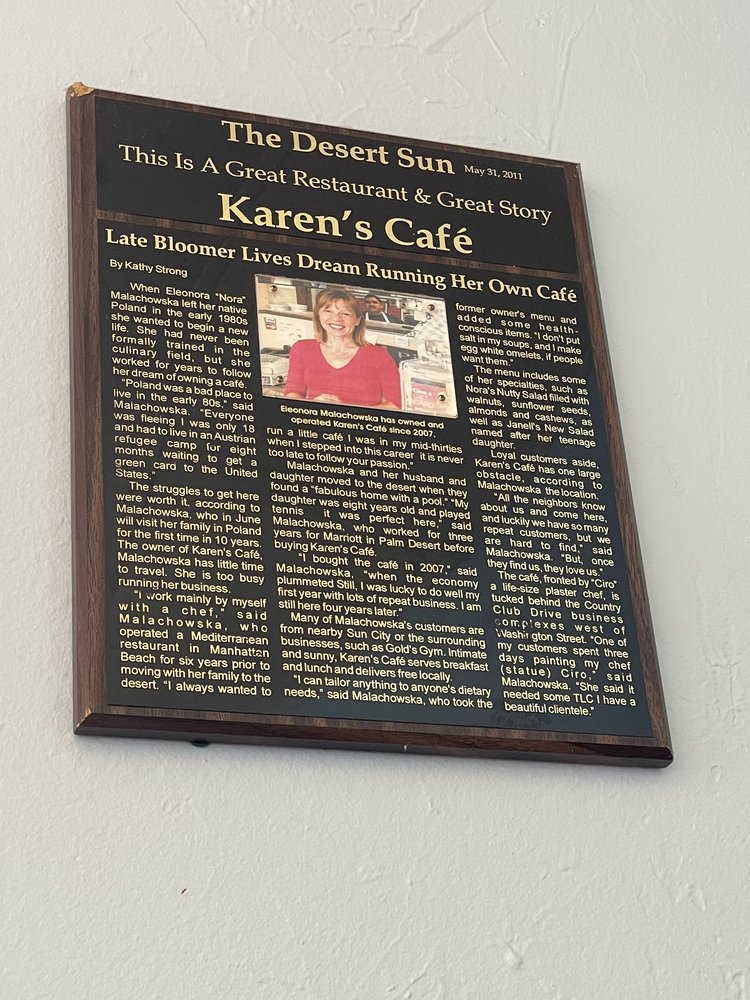 The Desert Sun May 31, 2011
This Is A Great Restaurant & Great Story
Karen's Café
Late Bloomer Lives Dream Running Her Own Café
By Kathy Strong
When Eleonora "Nora"
Malachowska left her native
Poland in the early 1980s
she wanted to begin a new
life. She had never been
formally trained in the
culinary field, but she
worked for years to follow
her dream of owning a café.
"Poland was a bad place to
live in the early 80s," said
Malachowska. "Everyone
was fleeing I was only 18
and had to live in an Austrian
refugee camp for eight
months waiting to get a
green card to the United
States."
The struggles to get here
were worth it, according to
Malachowska, who in June
will visit her family in Poland
for the first time in 10 years.
The owner of Karen's Café,
Malachowska has little time
to travel. She is too busy
running her business.
"I work mainly by myself
with a chef," said
Malachowska, who
operated a Mediterranean
restaurant in Manhattan
Beach for six years prior to
moving with her family to the
desert. "I always wanted to
Eleonora Malachowska has owned and
operated Karen's Café since 2007.
run a little café I was in my mid-thirties
when I stepped into this career it is never
too late to follow your passion."
Malachowska and her husband and
daughter moved to the desert when they
found a "fabulous home with a pool." "My
daughter was eight years old and played
tennis it was perfect here," said
Malachowska, who worked for three
years for Marriott in Palm Desert before
buying Karen's Café.
"I bought the café in 2007," said
Malachowska, "when the economy
plummeted Still, I was lucky to do well my
first year with lots of repeat business. I am
still here four years later."
Many of Malachowska's customers are
from nearby Sun City or the surrounding
businesses, such as Gold's Gym. Intimate
and sunny, Karen's Café serves breakfast
and lunch and delivers free locally.
"I can tailor anything to anyone's dietary
needs," said Malachowska, who took the
former owner's menu and
added some health-
conscious items. "I don't put
salt in my soups, and I make
egg white omelets, if people
want them."
The menu includes some
of her specialties, such as
Nora's Nutty Salad filled with
walnuts, sunflower seeds,
almonds and cashews, as
well as Janell's New Salad
named after her teenage
daughter.
Loyal customers aside,
Karen's Café has one large
obstacle, according to
Malachowska the location.
"All the neighbors know
about us and come here,
and luckily we have so many
repeat customers, but we
are hard to find," said
Malachowska. "But, once
they find us, they love us."
The café, fronted by "Ciro"
a life-size plaster chef, is
tucked behind the Country
Club Drive business
complexes west of
Washington Street. "One of
my customers spent three
days painting my chef
(statue) Ciro," said
Malachowska. "She said it
needed some TLC I have a
beautiful clientele."